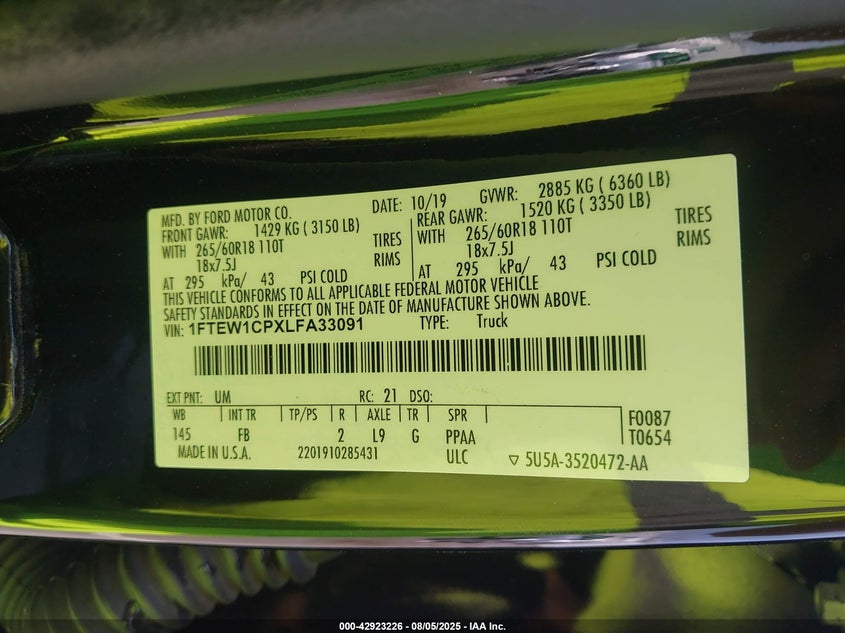 MFD. BY FORD MOTOR CO. DATE: 10/19 GVWR: 2885 KG ( 6360 LB)
FRONT GAWR: 1429 KG ( 3150 LB) REAR GAWR: 1520 KG ( 3350 LB)
WITH 265/60R18 110T TIRES WITH 265/60R18 110T TIRES
18x7.5J RIMS 18x7.5J RIMS
AT 295 kPa/ 43 PSI COLD AT 295 kPa/ 43 PSI COLD
THIS VEHICLE CONFORMS TO ALL APPLICABLE FEDERAL MOTOR VEHICLE
SAFETY STANDARDS IN EFFECT ON THE DATE OF MANUFACTURE SHOWN ABOVE.
VIN: 1FTEW1CPXLFA33091 TYPE: Truck
EXT PNT: UM RC: 21 DSO:
WB INT TR TP/PS R AXLE TR SPR
145 FB 2 L9 G PPAA
F0087
T0654
MADE IN U.S.A. 2201910285431 ULC ▽ 5U5A-3520472-AA
000-42923226 - 08/05/2025 - IAA Inc.